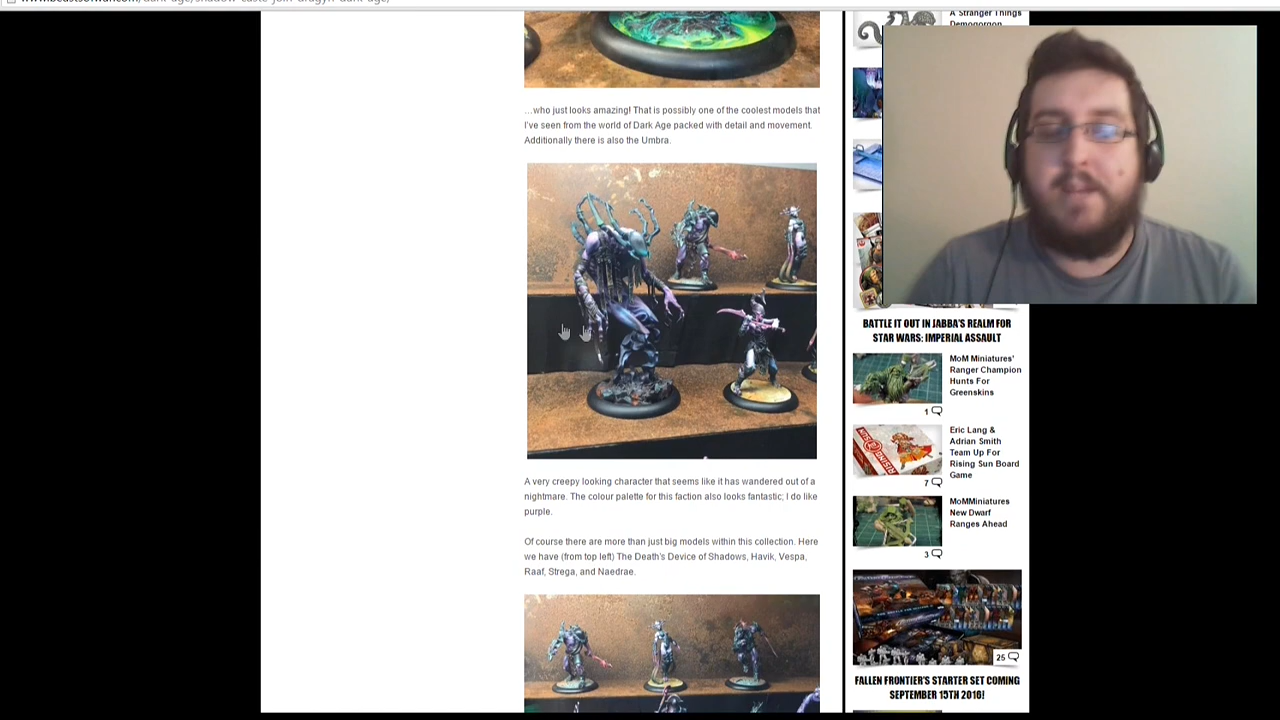 A Stranger Things
Demogorgon
…who just looks amazing! That is possibly one of the coolest models that
I've seen from the world of Dark Age packed with detail and movement.
Additionally there is also the Umbra.
A very creepy looking character that seems like it has wandered out of a
nightmare. The colour palette for this faction also looks fantastic; I do like
purple.
Of course there are more than just big models within this collection. Here
we have (from top left) The Death's Device of Shadows, Havik, Vespa,
Raaf, Strega, and Naedrae.
BATTLE IT OUT IN JABBA'S REALM FOR
STAR WARS: IMPERIAL ASSAULT
MoM Miniatures'
Ranger Champion
Hunts For
Greenskins
1
Eric Lang &
Adrian Smith
Team Up For
Rising Sun Board
Game
7
MoMMiniatures
New Dwarf
Ranges Ahead
3
25
FALLEN FRONTIER'S STARTER SET COMING
SEPTEMBER 15TH 2016!